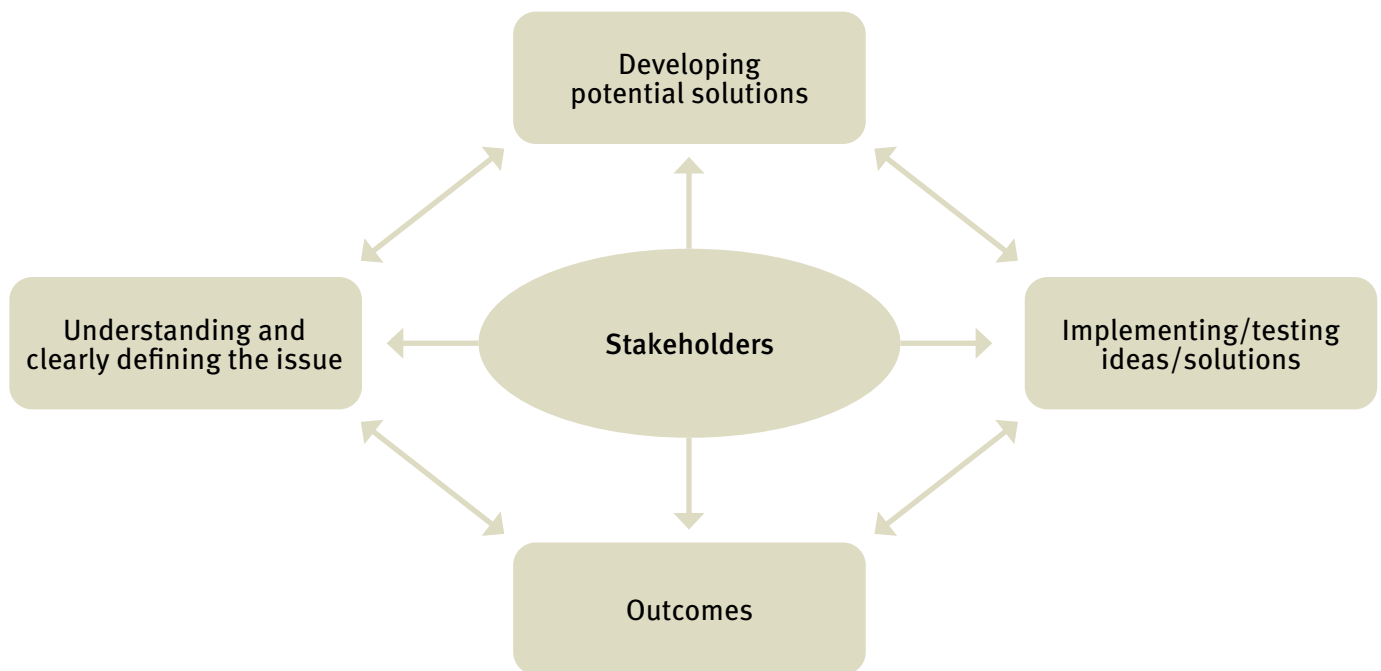 Developing
potential solutions
Understanding and
clearly defining the issue
Stakeholders
Implementing/testing
ideas/solutions
Outcomes